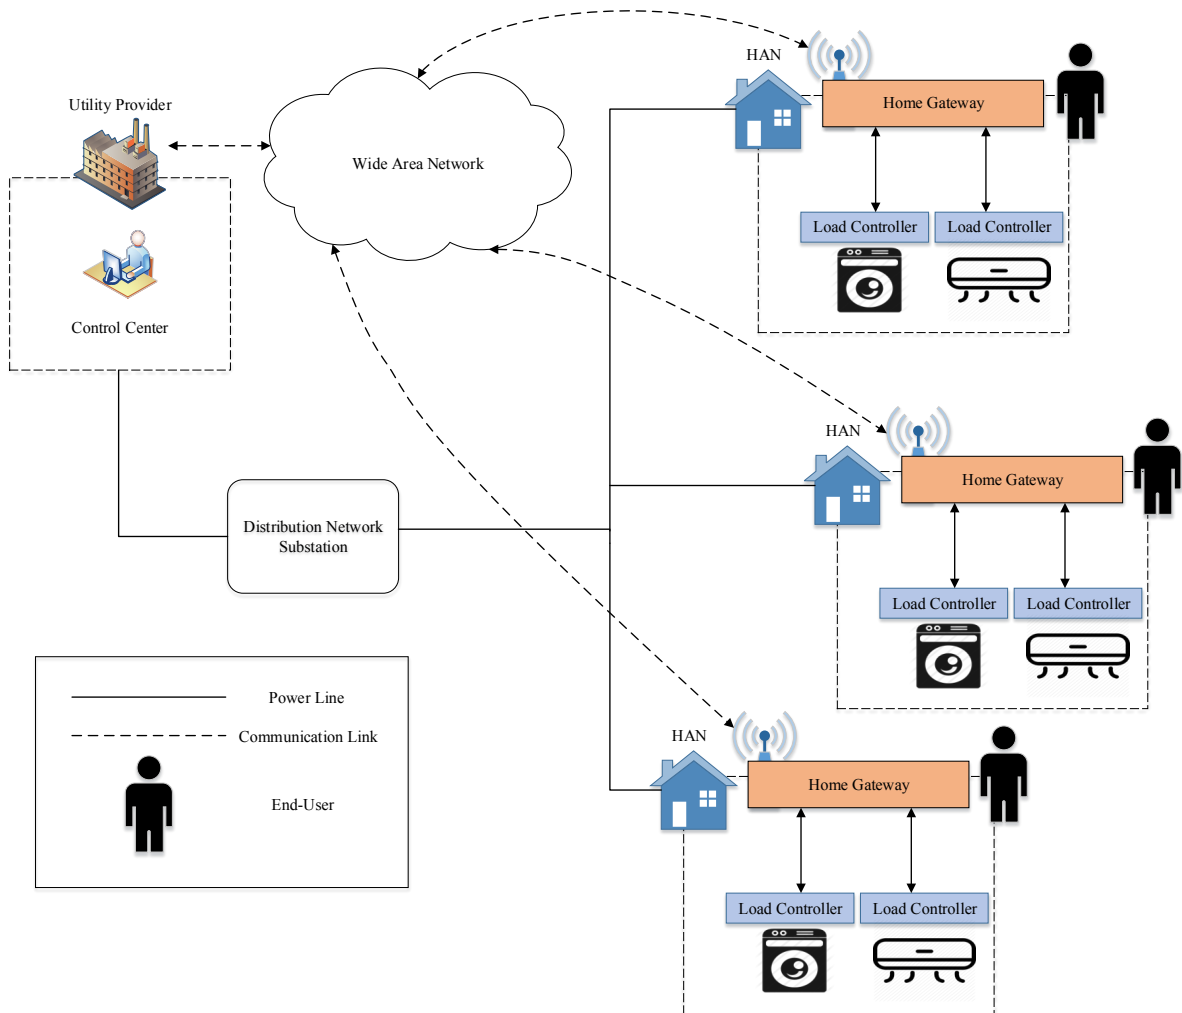 Utility Provider
Control Center
Wide Area Network
Distribution Network
Substation
HAN
Home Gateway
Load Controller
Load Controller
HAN
Home Gateway
Load Controller
Load Controller
HAN
Home Gateway
Load Controller
Load Controller
Power Line
Communication Link
End-User